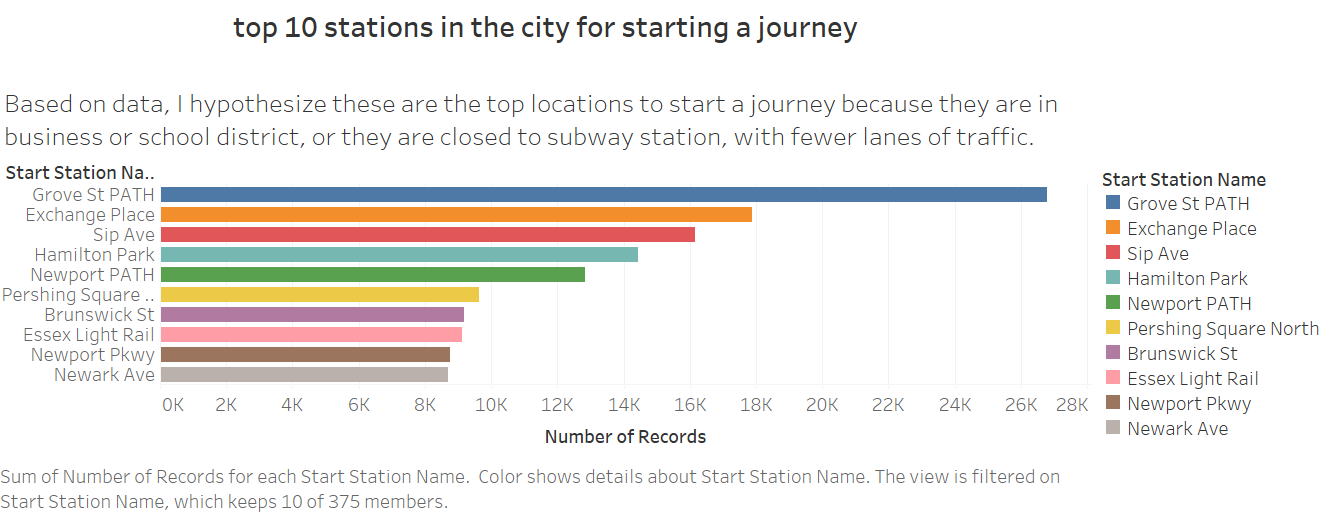 top 10 stations in the city for starting a journey
Based on data, I hypothesize these are the top locations to start a journey because they are in
business or school district, or they are closed to subway station, with fewer lanes of traffic.
Start Station Na..
Grove St PATH
Exchange Place
Sip Ave
Hamilton Park
Newport PATH
Pershing Square ..
Brunswick St
Essex Light Rail
Newport Pkwy
Newark Ave
0K 2K 4K 6K 8K 10K 12K 14K 16K 18K 20K 22K 24K 26K 28K
Number of Records
Start Station Name
Grove St PATH
Exchange Place
Sip Ave
Hamilton Park
Newport PATH
Pershing Square North
Brunswick St
Essex Light Rail
Newport Pkwy
Newark Ave
Sum of Number of Records for each Start Station Name.  Color shows details about Start Station Name. The view is filtered on
Start Station Name, which keeps 10 of 375 members.